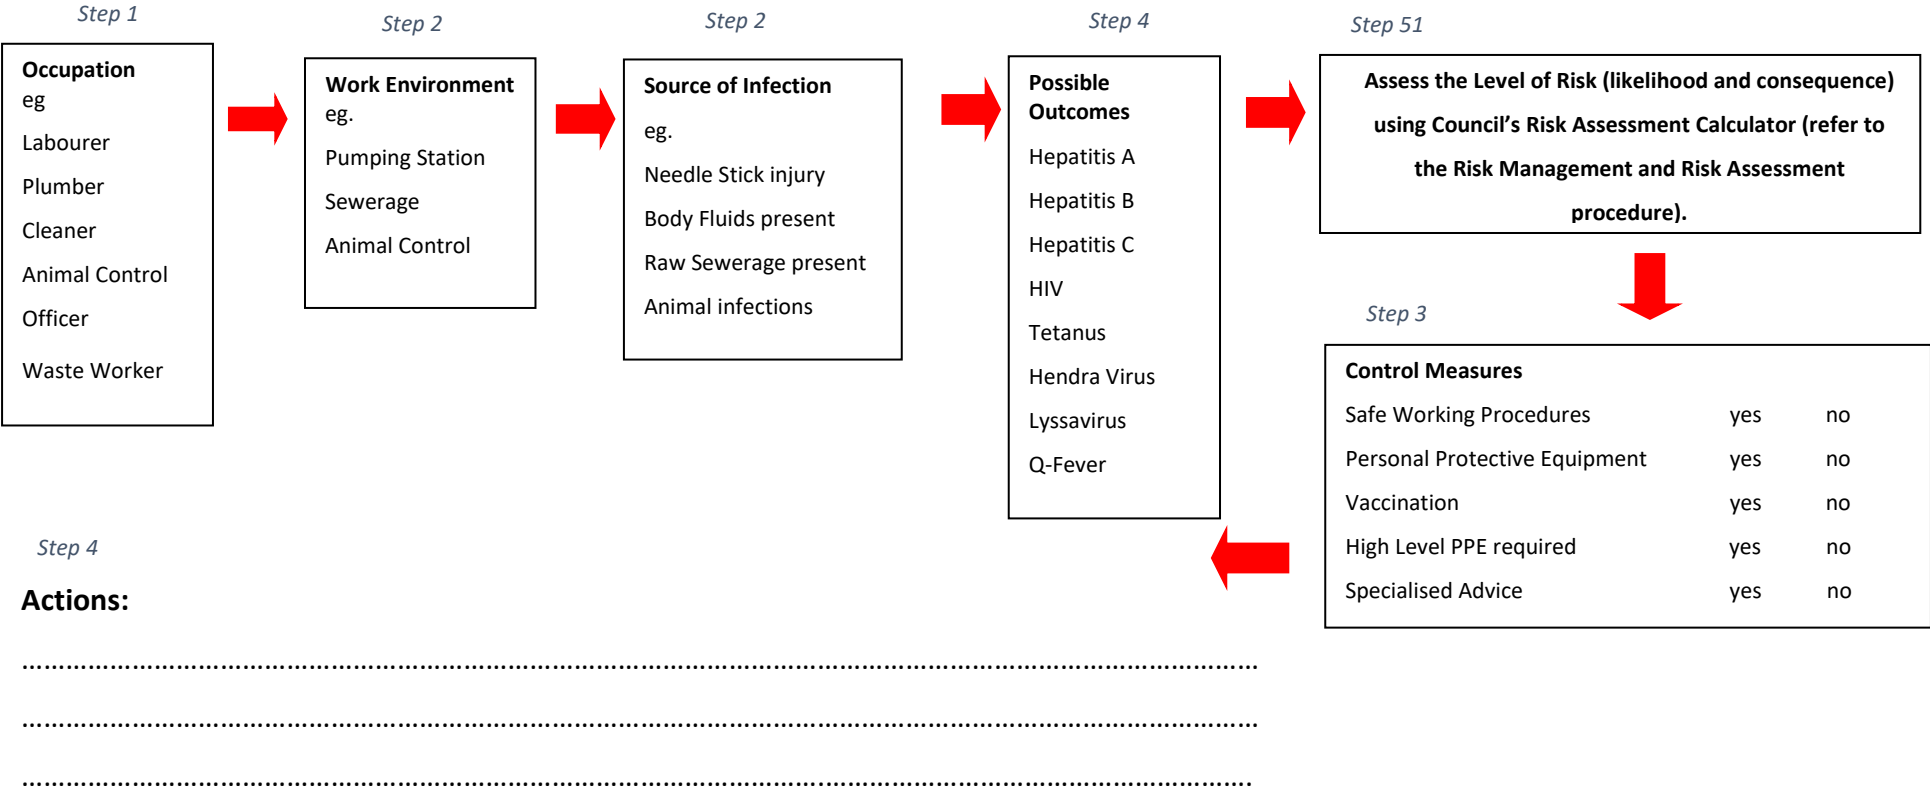 Step 1
Occupation
eg
Labourer
Plumber
Cleaner
Animal Control
Officer
Waste Worker
Step 2
Work Environment
eg.
Pumping Station
Sewerage
Animal Control
Step 2
Source of Infection
eg.
Needle Stick injury
Body Fluids present
Raw Sewerage present
Animal infections
Step 4
Possible
Outcomes
Hepatitis A
Hepatitis B
Hepatitis C
HIV
Tetanus
Hendra Virus
Lyssavirus
Q-Fever
Step 51
Assess the Level of Risk (likelihood and consequence)
using Council’s Risk Assessment Calculator (refer to
the Risk Management and Risk Assessment
procedure).
Step 3
Control Measures
Safe Working Procedures yes no
Personal Protective Equipment yes no
Vaccination yes no
High Level PPE required yes no
Specialised Advice yes no
Step 4
Actions:
……………………………………………………………………………………………………………………………………………………
……………………………………………………………………………………………………………………………………………………
……………………………………………………………………………………………………………………………………………………